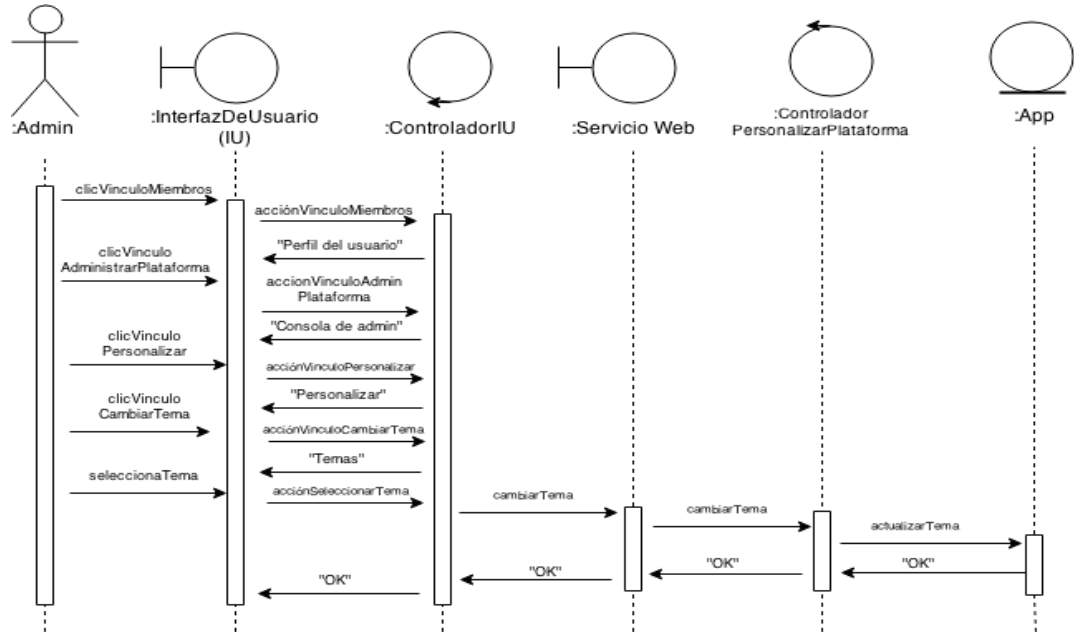 :Admin
:InterfazDeUsuario
(IU)
:ControladorIU
:Servicio Web
:Controlador
PersonalizarPlataforma
:App
clicVinculoMiembros
acciónVinculoMiembros
"Perfil del usuario"
clicVinculo
AdministrarPlataforma
accionVinculoAdmin
Plataforma
"Consola de admin"
clicVinculo
Personalizar
acciónVinculoPersonalizar
"Personalizar"
clicVinculo
CambiarTema
acciónVinculoCambiarTema
"Temas"
seleccionaTema
acciónSeleccionarTema
cambiarTema
cambiarTema
actualizarTema
"OK"
"OK"
"OK"
"OK"